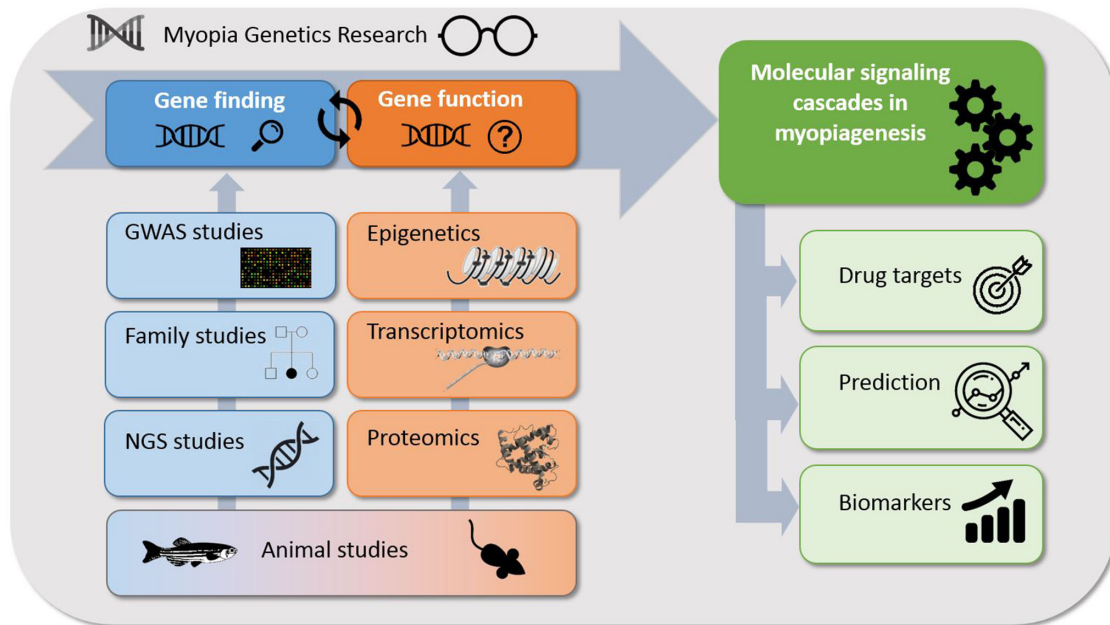 Myopia Genetics Research
Gene finding
Gene function
?
GWAS studies
Epigenetics
Family studies
Transcriptomics
NGS studies
Proteomics
Animal studies
Molecular signaling
cascades in
myopiagenesis
Drug targets
Prediction
Biomarkers